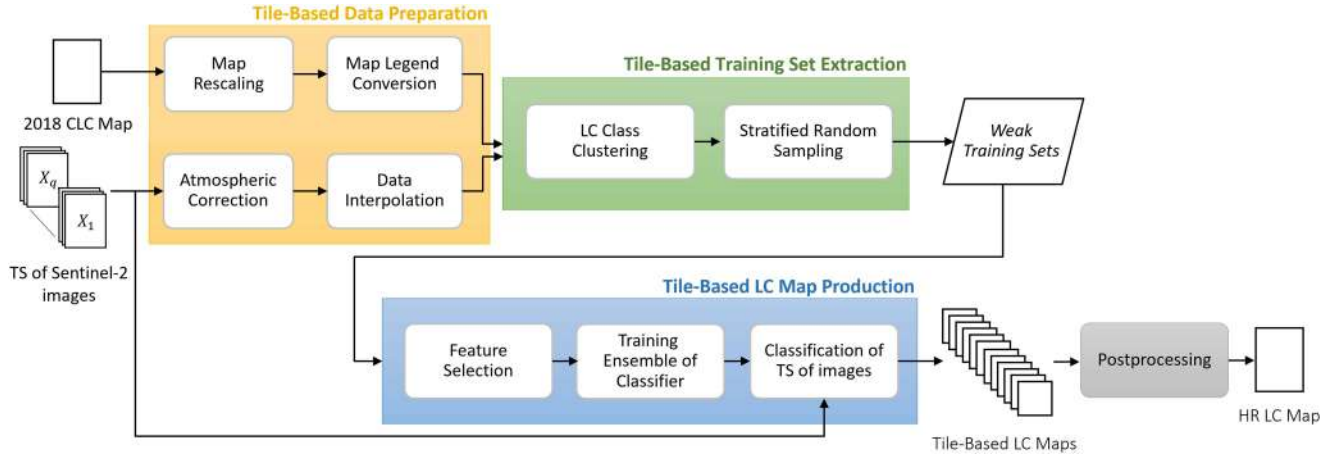 Tile-Based Data Preparation
Map
Rescaling
Map Legend
Conversion
2018 CLC Map
Atmospheric
Correction
Data
Interpolation
X_q
X_1
TS of Sentinel-2
images
Tile-Based Training Set Extraction
LC Class
Clustering
Stratified Random
Sampling
Weak
Training Sets
Tile-Based LC Map Production
Feature
Selection
Training
Ensemble of
Classifier
Classification of
TS of images
Tile-Based LC Maps
Postprocessing
HR LC Map